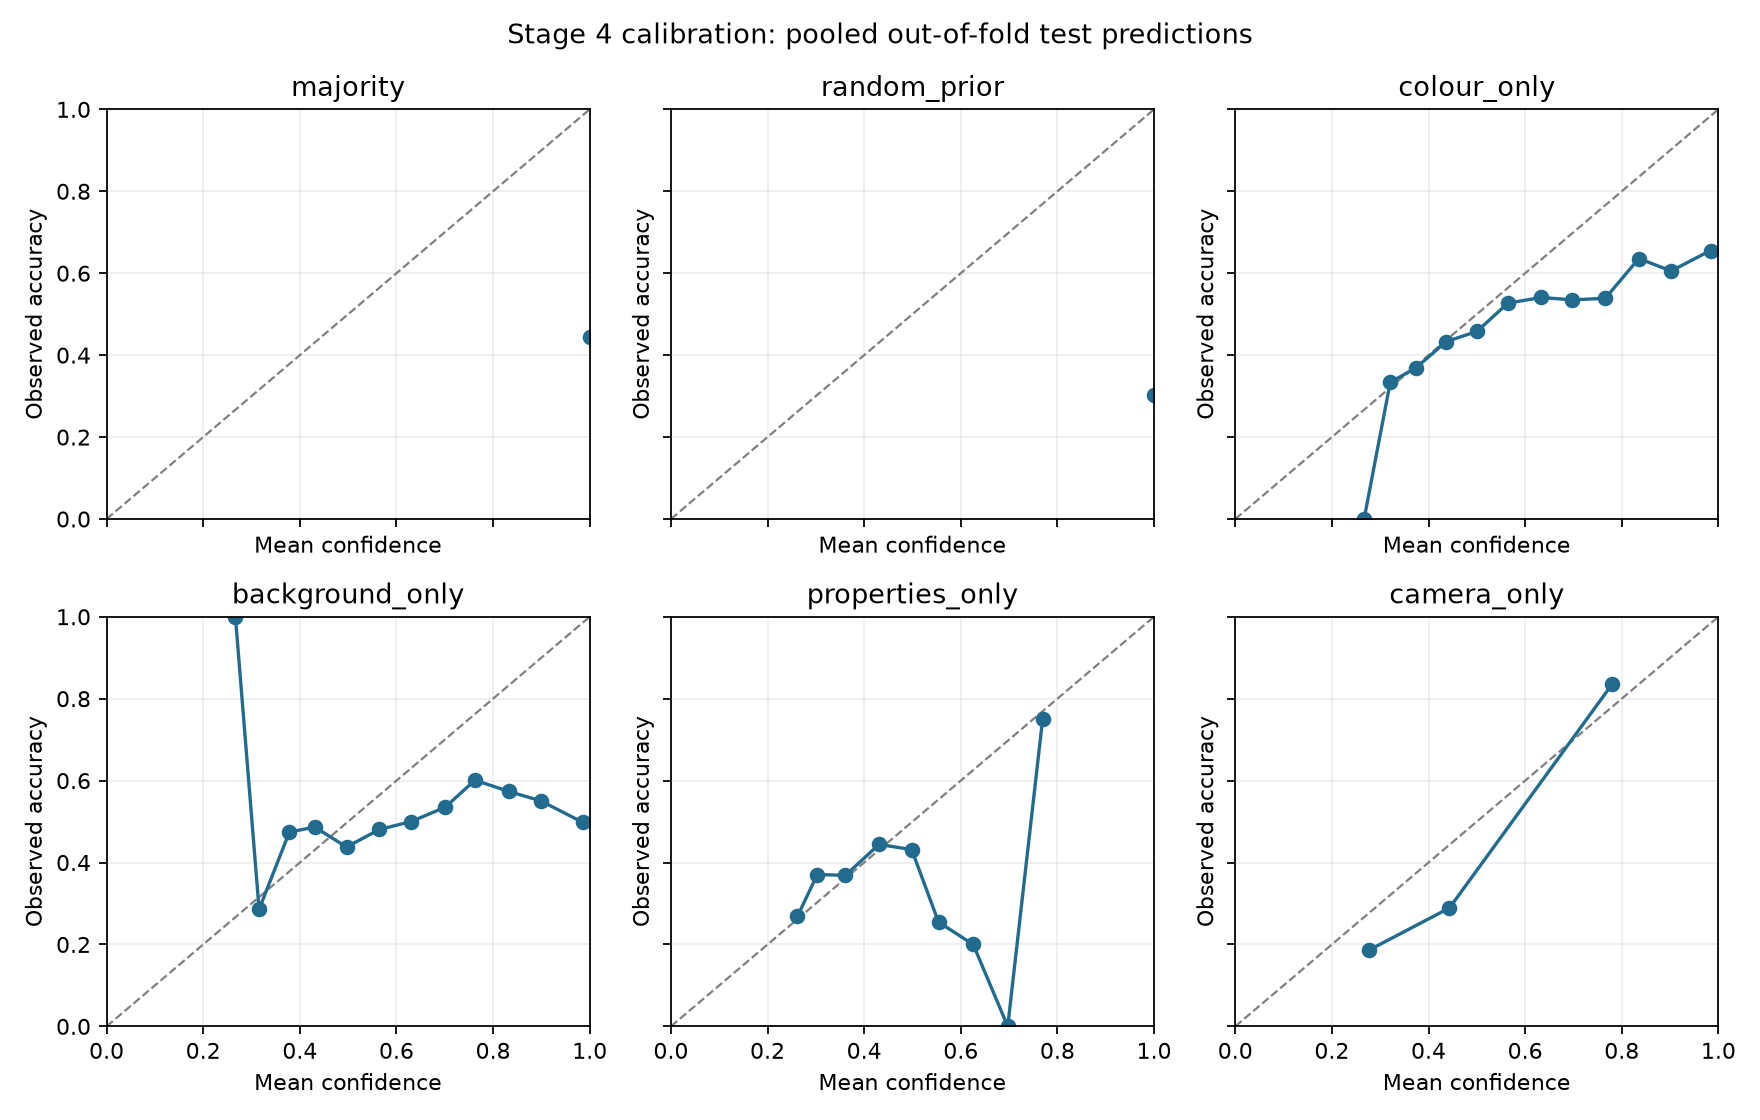 Stage 4 calibration: pooled out-of-fold test predictions
majority
random_prior
colour_only
1.0
0.8
0.6
0.4
0.2
0.0
Observed accuracy
Observed accuracy
Observed accuracy
Mean confidence
Mean confidence
Mean confidence
background_only
properties_only
camera_only
1.0
0.8
0.6
0.4
0.2
0.0
Observed accuracy
Observed accuracy
Observed accuracy
0.0 0.2 0.4 0.6 0.8 1.0
0.0 0.2 0.4 0.6 0.8 1.0
0.0 0.2 0.4 0.6 0.8 1.0
Mean confidence
Mean confidence
Mean confidence